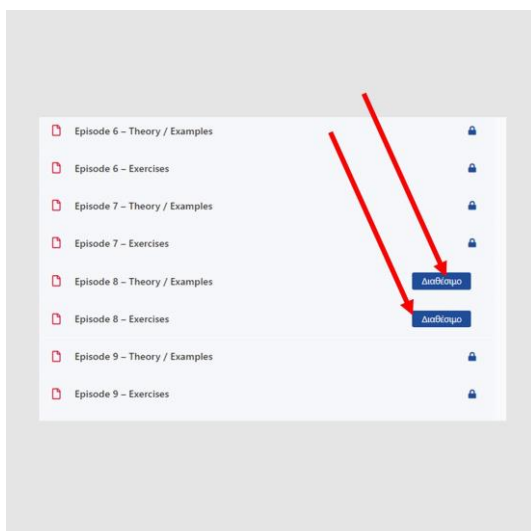 Episode 6 – Theory / Examples
Episode 6 – Exercises
Episode 7 – Theory / Examples
Episode 7 – Exercises
Episode 8 – Theory / Examples Διαθέσιμο
Episode 8 – Exercises Διαθέσιμο
Episode 9 – Theory / Examples
Episode 9 – Exercises